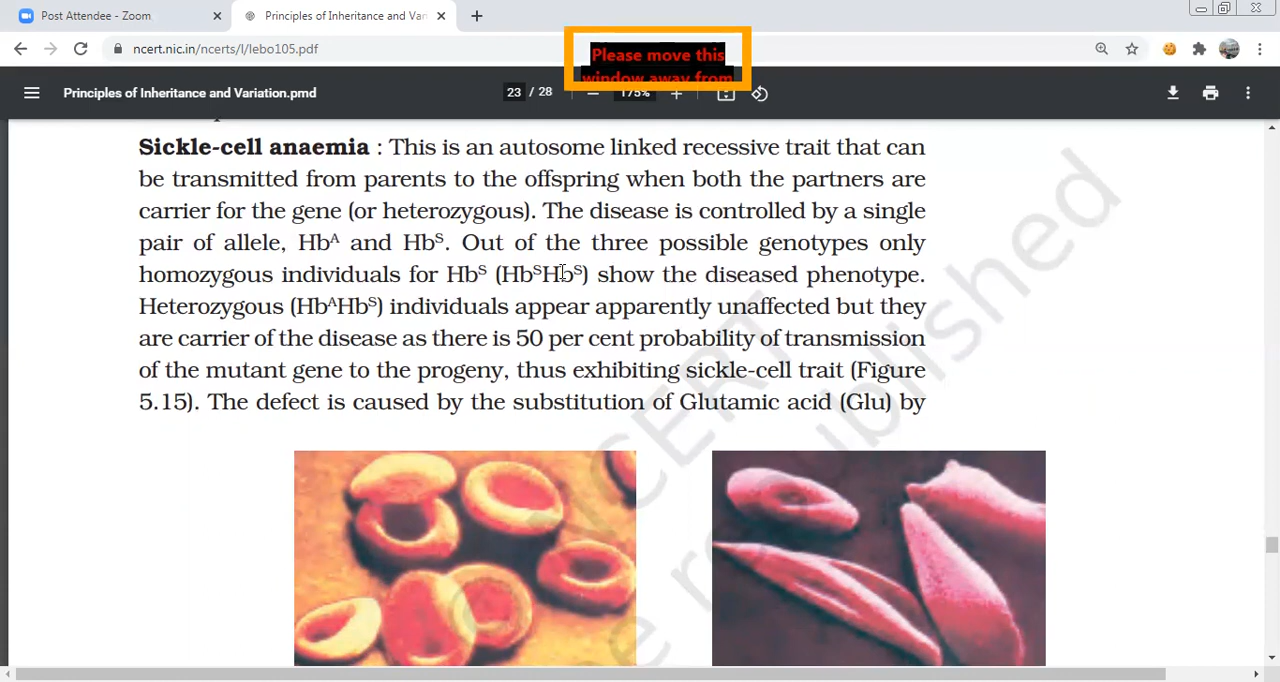 Post Attendee - Zoom
Principles of Inheritance and Var
ncert.nic.in/ncerts/l/lebo105.pdf
Please move this
window away from
Principles of Inheritance and Variation.pmd
23 / 28
175%
Sickle-cell anaemia : This is an autosome linked recessive trait that can
be transmitted from parents to the offspring when both the partners are
carrier for the gene (or heterozygous). The disease is controlled by a single
pair of allele, Hbᴬ and Hbˢ. Out of the three possible genotypes only
homozygous individuals for Hbˢ (HbˢHbˢ) show the diseased phenotype.
Heterozygous (HbᴬHbˢ) individuals appear apparently unaffected but they
are carrier of the disease as there is 50 per cent probability of transmission
of the mutant gene to the progeny, thus exhibiting sickle-cell trait (Figure
5.15). The defect is caused by the substitution of Glutamic acid (Glu) by
NCERT
be republished